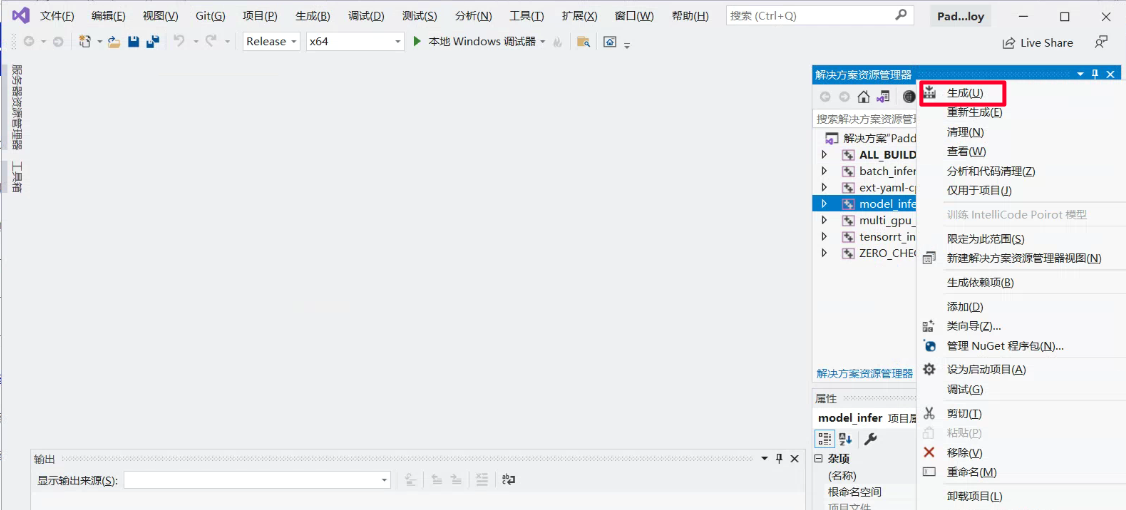 文件(F) 编辑(E) 视图(V) Git(G) 项目(P) 生成(B) 调试(D) 测试(S) 分析(N) 工具(T) 扩展(X) 窗口(W) 帮助(H) 搜索 (Ctrl+Q) Pad...loy
Release x64 本地 Windows 调试器 Live Share
服务器资源管理器
工具箱
解决方案资源管理器
搜索解决方案资源管
解决方案"Padd
ALL_BUILD
batch_infer
ext-yaml-cp
model_infe
multi_gpu_
tensorrt_in
ZERO_CHE
解决方案资源管理器
生成(U)
重新生成(E)
清理(N)
查看(W)
分析和代码清理(Z)
仅用于项目(J)
训练 IntelliCode Poirot 模型
限定为此范围(S)
新建解决方案资源管理器视图(N)
生成依赖项(B)
添加(D)
类向导(Z)...
管理 NuGet 程序包(N)...
设为启动项目(A)
调试(G)
剪切(T)
粘贴(P)
移除(V)
重命名(M)
卸载项目(L)
属性
model_infer 项目属
杂项
(名称)
根命名空间
项目文件
输出
显示输出来源(S):